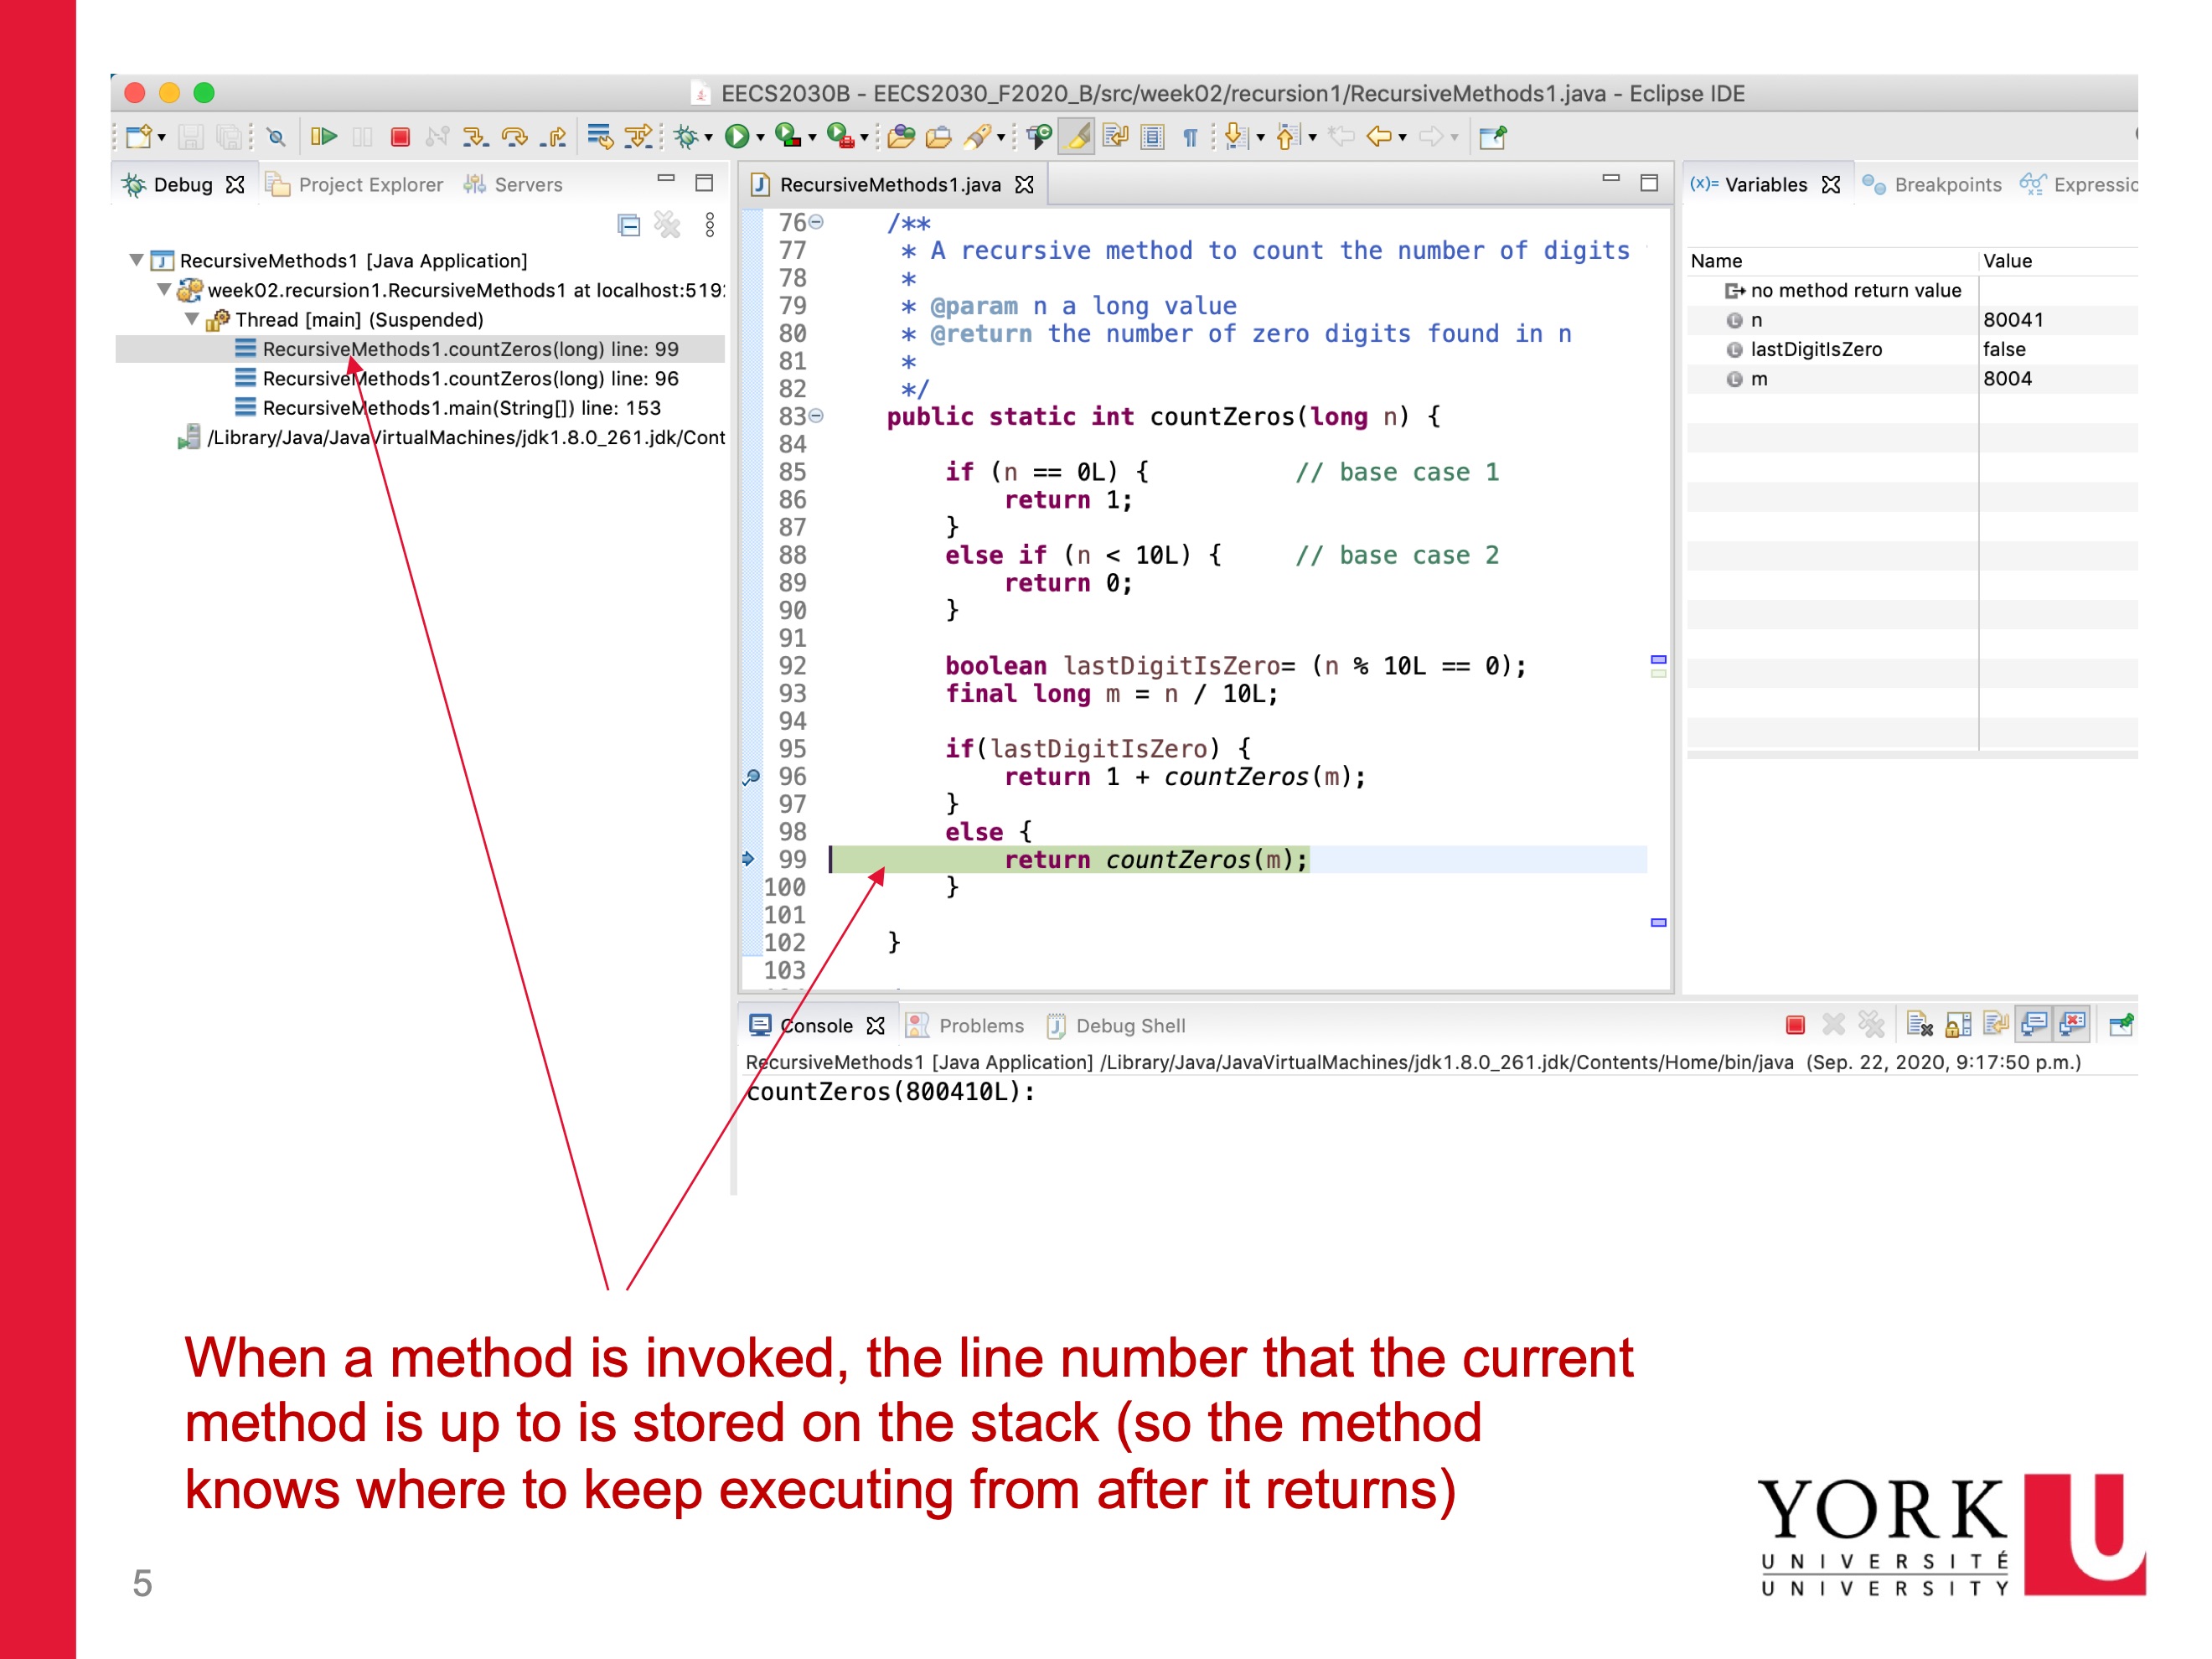 EECS2030B - EECS2030_F2020_B/src/week02/recursion1/RecursiveMethods1.java - Eclipse IDE
Debug Project Explorer Servers
RecursiveMethods1 [Java Application]
week02.recursion1.RecursiveMethods1 at localhost:519
Thread [main] (Suspended)
RecursiveMethods1.countZeros(long) line: 99
RecursiveMethods1.countZeros(long) line: 96
RecursiveMethods1.main(String[]) line: 153
/Library/Java/JavaVirtualMachines/jdk1.8.0_261.jdk/Cont
RecursiveMethods1.java
76 /**
77 * A recursive method to count the number of digits
78 *
79 * @param n a long value
80 * @return the number of zero digits found in n
81 *
82 */
83 public static int countZeros(long n) {
84
85 if (n == 0L) { // base case 1
86 return 1;
87 }
88 else if (n < 10L) { // base case 2
89 return 0;
90 }
91
92 boolean lastDigitIsZero= (n % 10L == 0);
93 final long m = n / 10L;
94
95 if(lastDigitIsZero) {
96 return 1 + countZeros(m);
97 }
98 else {
99 return countZeros(m);
100 }
101
102 }
103
(x)= Variables Breakpoints Expressio
Name Value
no method return value
n 80041
lastDigitIsZero false
m 8004
Console Problems Debug Shell
RecursiveMethods1 [Java Application] /Library/Java/JavaVirtualMachines/jdk1.8.0_261.jdk/Contents/Home/bin/java (Sep. 22, 2020, 9:17:50 p.m.)
countZeros(800410L):
When a method is invoked, the line number that the current
method is up to is stored on the stack (so the method
knows where to keep executing from after it returns)
5
YORK U
UNIVERSITÉ
UNIVERSITY